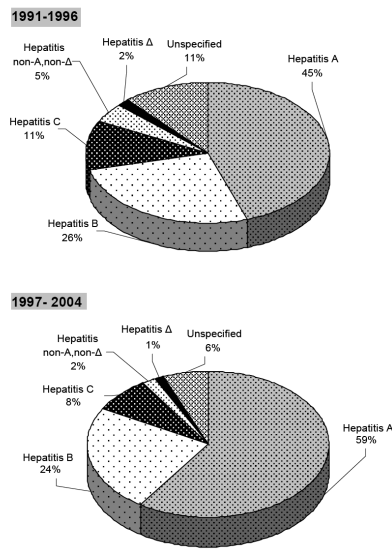 1991-1996
Hepatitis Δ
2%
Unspecified
11%
Hepatitis
non-A,non-Δ
5%
Hepatitis A
45%
Hepatitis C
11%
Hepatitis B
26%
1997- 2004
Hepatitis Δ
1%
Unspecified
6%
Hepatitis
non-A,non-Δ
2%
Hepatitis C
8%
Hepatitis A
59%
Hepatitis B
24%